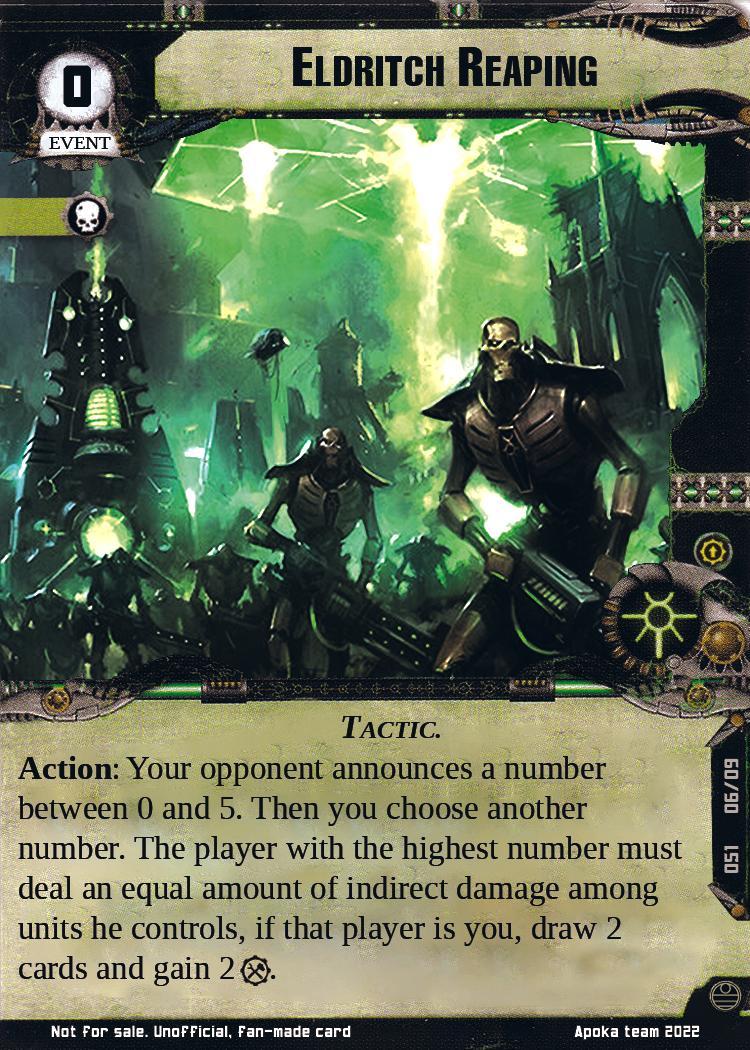 ELDRITCH REAPING
0
EVENT
TACTIC.
Action: Your opponent announces a number
between 0 and 5. Then you choose another
number. The player with the highest number must
deal an equal amount of indirect damage among
units he controls, if that player is you, draw 2
cards and gain 2.
051 06/09
Not for sale. Unofficial, fan-made card
Apoka team 2022